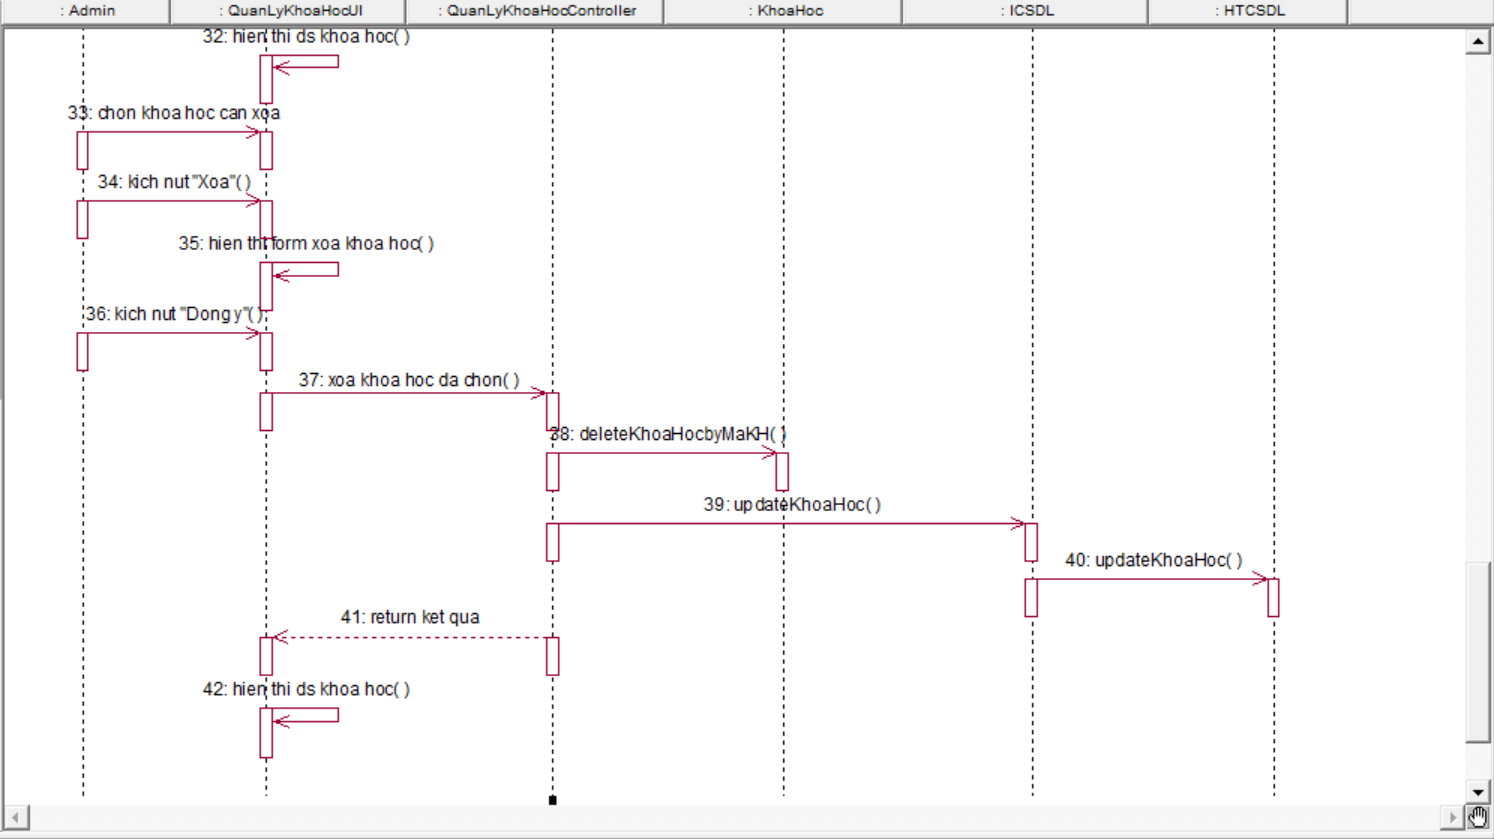 : Admin
: QuanLyKhoaHocUI
: QuanLyKhoaHocController
: KhoaHoc
: ICSDL
: HTCSDL
32: hien thi ds khoa hoc( )
33: chon khoa hoc can xoa
34: kich nut "Xoa"( )
35: hien thi form xoa khoa hoc( )
36: kich nut "Dong y"( )
37: xoa khoa hoc da chon( )
38: deleteKhoaHocbyMaKH( )
39: updateKhoaHoc( )
40: updateKhoaHoc( )
41: return ket qua
42: hien thi ds khoa hoc( )